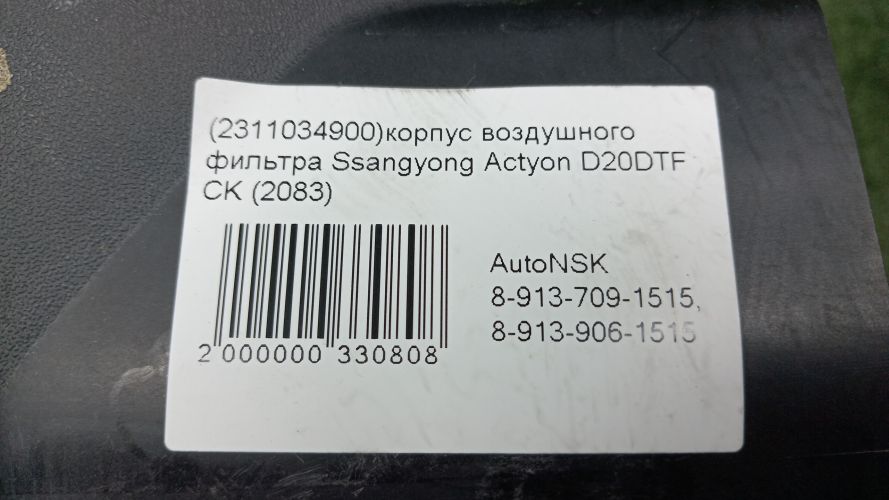 (2311034900)корпус воздушного
фильтра Ssangyong Actyon D20DTF
CK (2083)
AutoNSK
8-913-709-1515,
8-913-906-1515
2 000000 330808